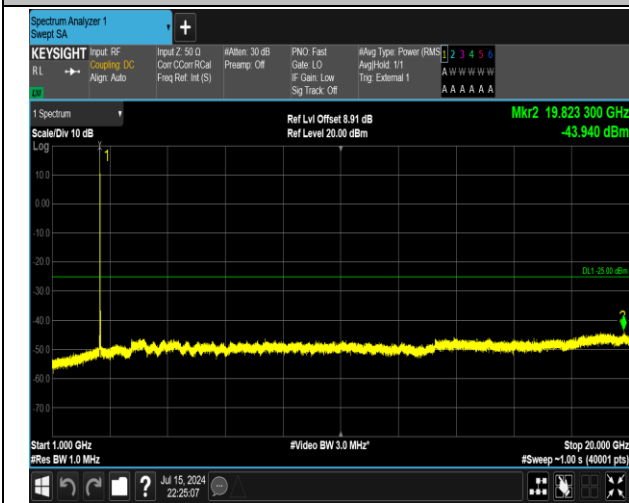 Spectrum Analyzer 1
Swept SA
+
KEYSIGHT
Input: RF
Coupling: DC
Align: Auto
Input Z: 50 Ω
Corr CCorr RCal
Freq Ref: Int (S)
#Atten: 30 dB
Preamp: Off
PNO: Fast
Gate: LO
IF Gain: Low
Sig Track: Off
#Avg Type: Power (RMS
Avg|Hold: 1/1
Trig: External 1
1 2 3 4 5 6
A W W W W W
A A A A A A
RL
LXI
1 Spectrum
Scale/Div 10 dB
Log
Ref Lvl Offset 8.91 dB
Ref Level 20.00 dBm
Mkr2 19.823 300 GHz
-43.940 dBm
1
10.0
0.00
-10.0
-20.0
DL1 -25.00 dBm
-30.0
-40.0
2
-50.0
-60.0
-70.0
Start 1.000 GHz
#Res BW 1.0 MHz
#Video BW 3.0 MHz*
Stop 20.000 GHz
#Sweep ~1.00 s (40001 pts)
?
Jul 15, 2024
22:25:07